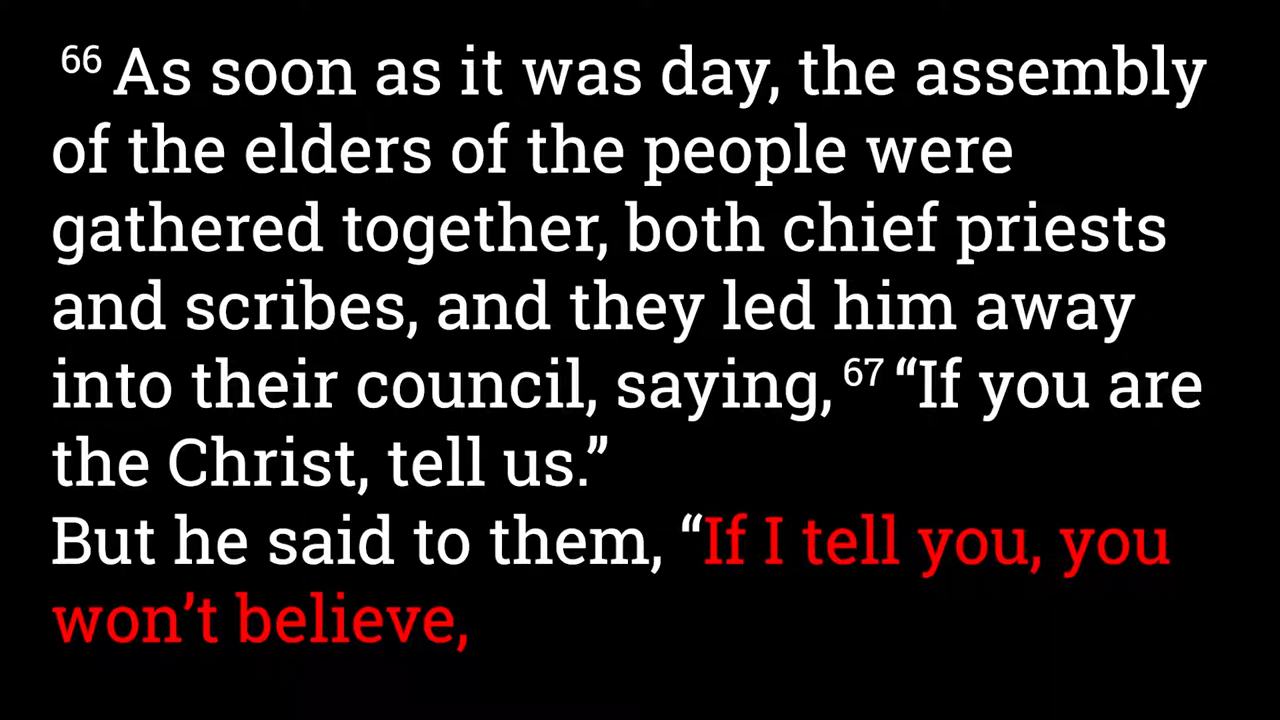 66 As soon as it was day, the assembly
of the elders of the people were
gathered together, both chief priests
and scribes, and they led him away
into their council, saying, 67 “If you are
the Christ, tell us.”
But he said to them, “If I tell you, you
won’t believe,